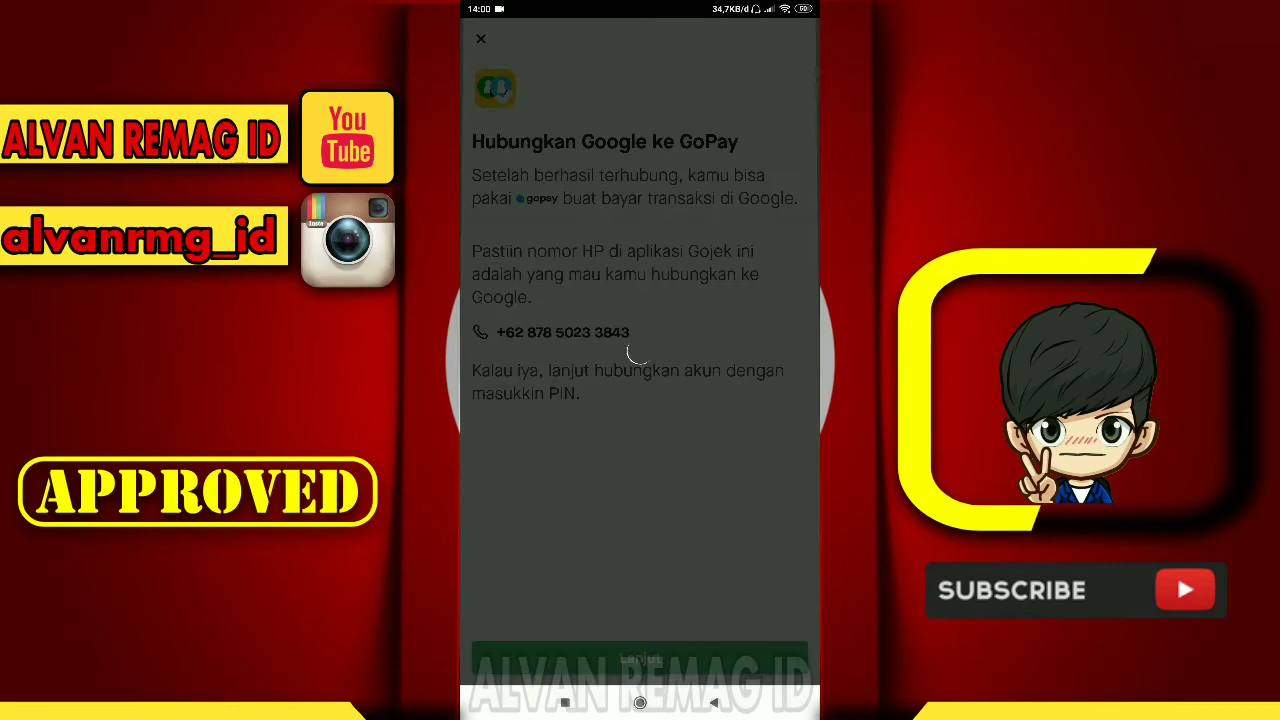 14:00
34,7KB/d
50
ALVAN REMAG ID
You
Tube
Insta
alvanrmg_id
Hubungkan Google ke GoPay
Setelah berhasil terhubung, kamu bisa
pakai gopay buat bayar transaksi di Google.
Pastiin nomor HP di aplikasi Gojek ini
adalah yang mau kamu hubungkan ke
Google.
+62 878 5023 3843
Kalau iya, lanjut hubungkan akun dengan
masukkin PIN.
APPROVED
SUBSCRIBE
Lanjut
ALVAN REMAG ID